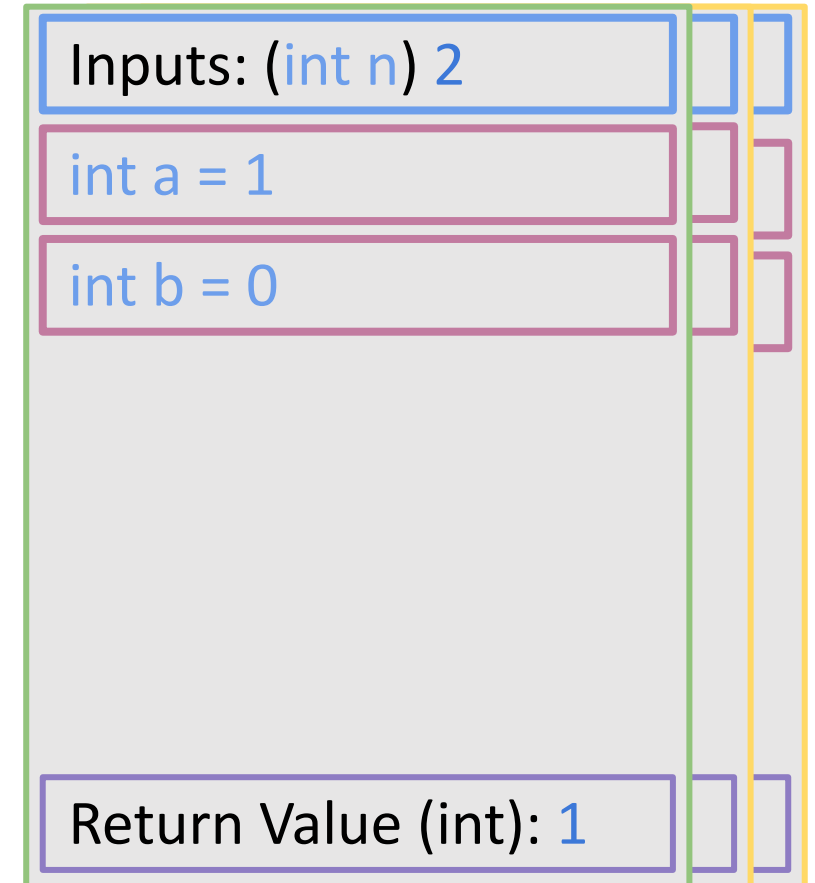 Inputs: (int n) 2
int a = 1
int b = 0
Return Value (int): 1